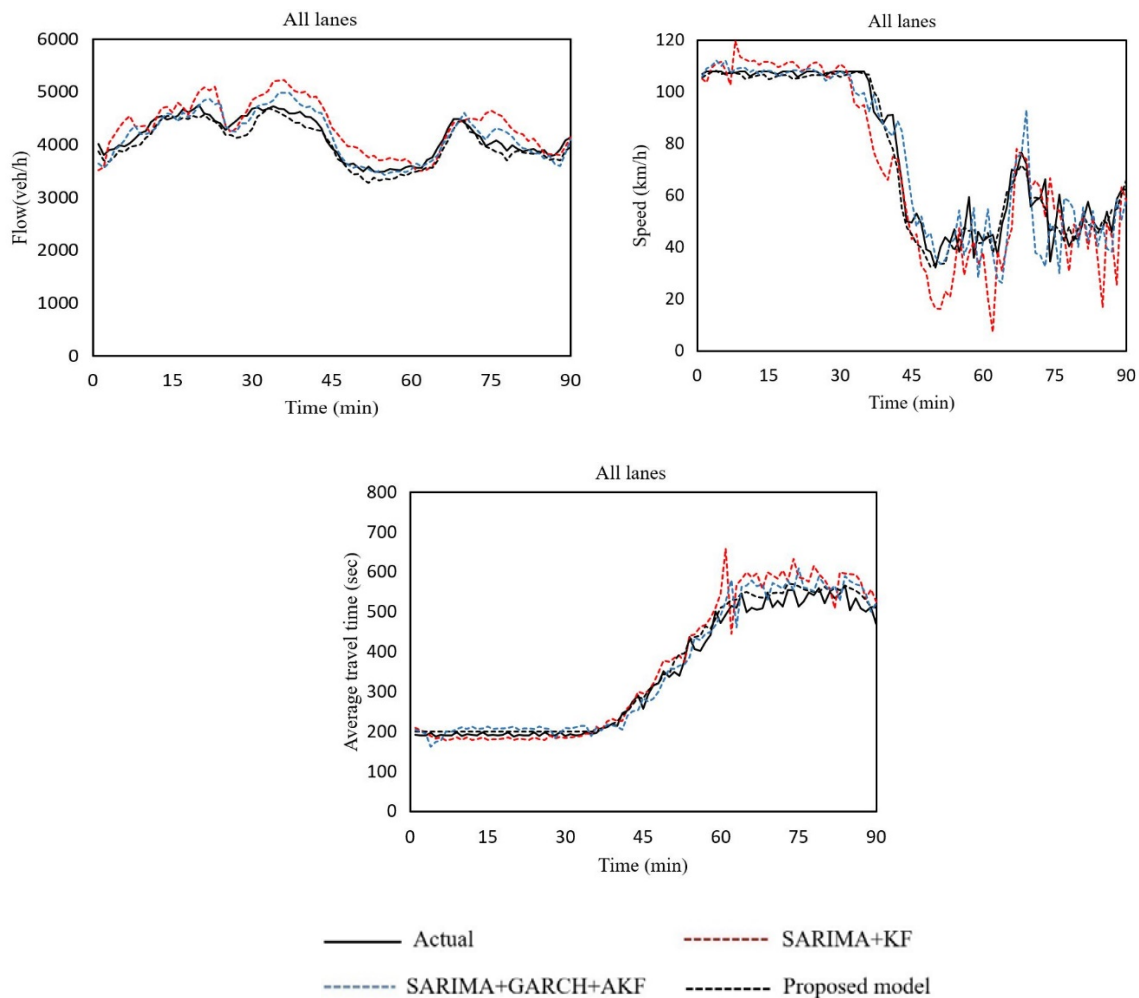 All lanes
6000
5000
4000
3000
2000
1000
0
Flow(veh/h)
0 15 30 45 60 75 90
Time (min)
All lanes
120
100
80
60
40
20
0
Speed (km/h)
0 15 30 45 60 75 90
Time (min)
All lanes
800
700
600
500
400
300
200
100
0
Average travel time (sec)
0 15 30 45 60 75 90
Time (min)
Actual
SARIMA+KF
SARIMA+GARCH+AKF
Proposed model